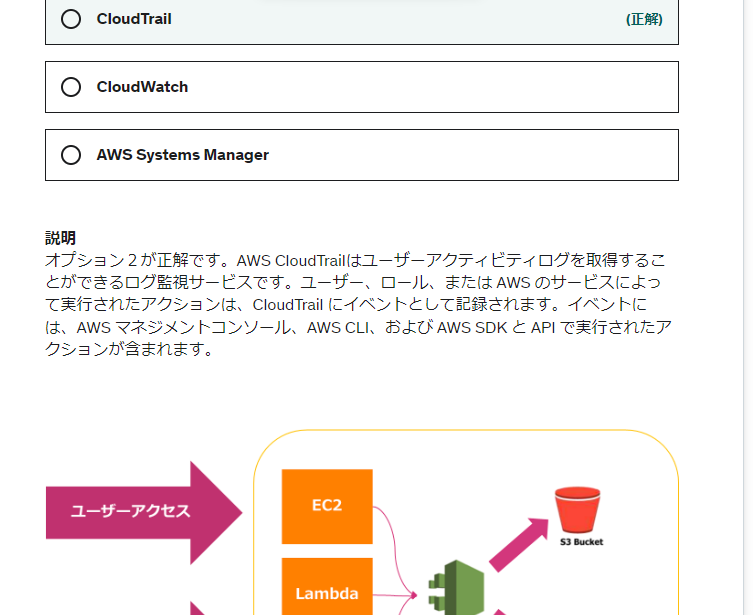 CloudTrail (正解)
CloudWatch
AWS Systems Manager
説明
オプション２が正解です。AWS CloudTrailはユーザーアクティビティログを取得するこ
とができるログ監視サービスです。ユーザー、ロール、または AWS のサービスによっ
て実行されたアクションは、CloudTrail にイベントとして記録されます。イベントに
は、AWS マネジメントコンソール、AWS CLI、および AWS SDK と API で実行されたア
クションが含まれます。
ユーザーアクセス
EC2
S3 Bucket
Lambda